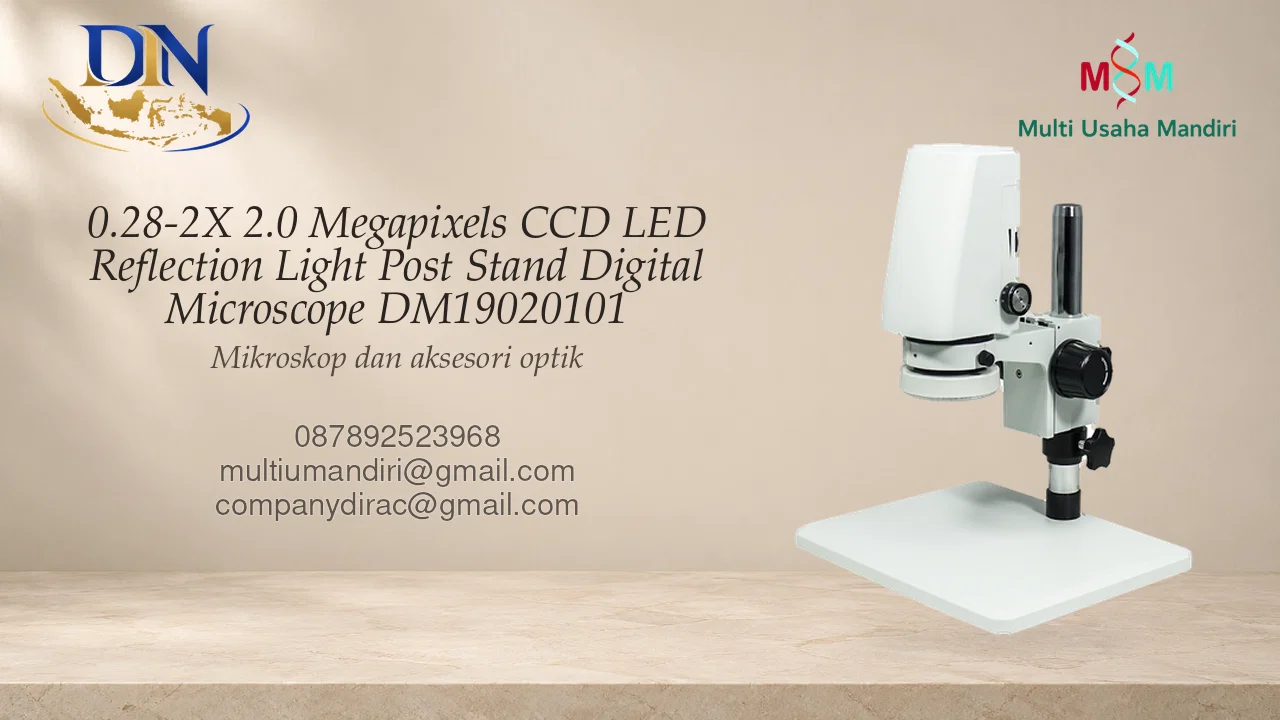 DIN
M M
Multi Usaha Mandiri
0.28-2X 2.0 Megapixels CCD LED
Reflection Light Post Stand Digital
Microscope DM19020101
Mikroskop dan aksesori optik
087892523968
multiumandiri@gmail.com
companydirac@gmail.com